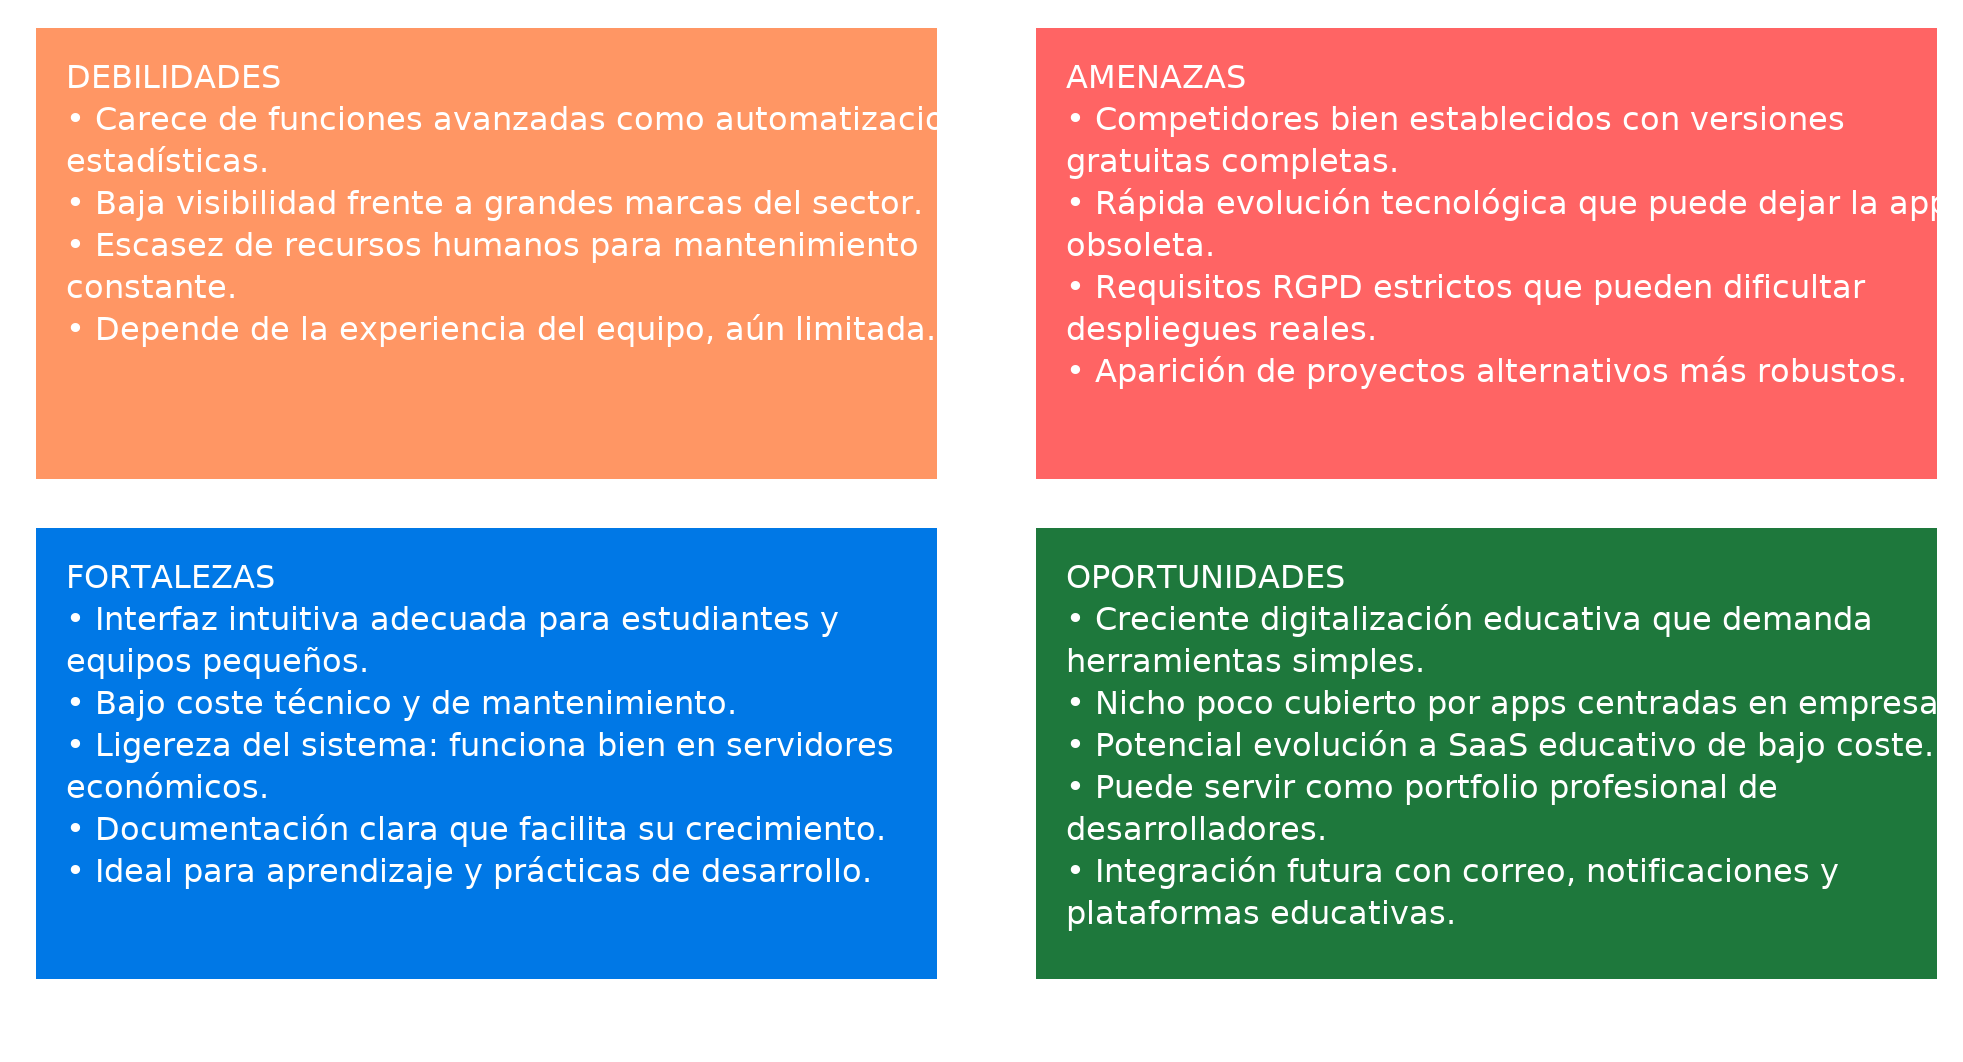 DEBILIDADES
• Carece de funciones avanzadas como
estadísticas.
• Baja visibilidad frente a grandes marcas del sector.
• Escasez de recursos humanos para mantenimiento
constante.
• Depende de la experiencia del equipo, aún limitada.
AMENAZAS
• Competidores bien establecidos con versiones
gratuitas completas.
• Rápida evolución tecnológica que puede dejar la app
obsoleta.
• Requisitos RGPD estrictos que pueden dificultar
despliegues reales.
• Aparición de proyectos alternativos más robustos.
FORTALEZAS
• Interfaz intuitiva adecuada para estudiantes y
equipos pequeños.
• Bajo coste técnico y de mantenimiento.
• Ligereza del sistema: funciona bien en servidores
económicos.
• Documentación clara que facilita su crecimiento.
• Ideal para aprendizaje y prácticas de desarrollo.
OPORTUNIDADES
• Creciente digitalización educativa que demanda
herramientas simples.
• Nicho poco cubierto por apps centradas en empresa
• Potencial evolución a SaaS educativo de bajo coste.
• Puede servir como portfolio profesional de
desarrolladores.
• Integración futura con correo, notificaciones y
plataformas educativas.